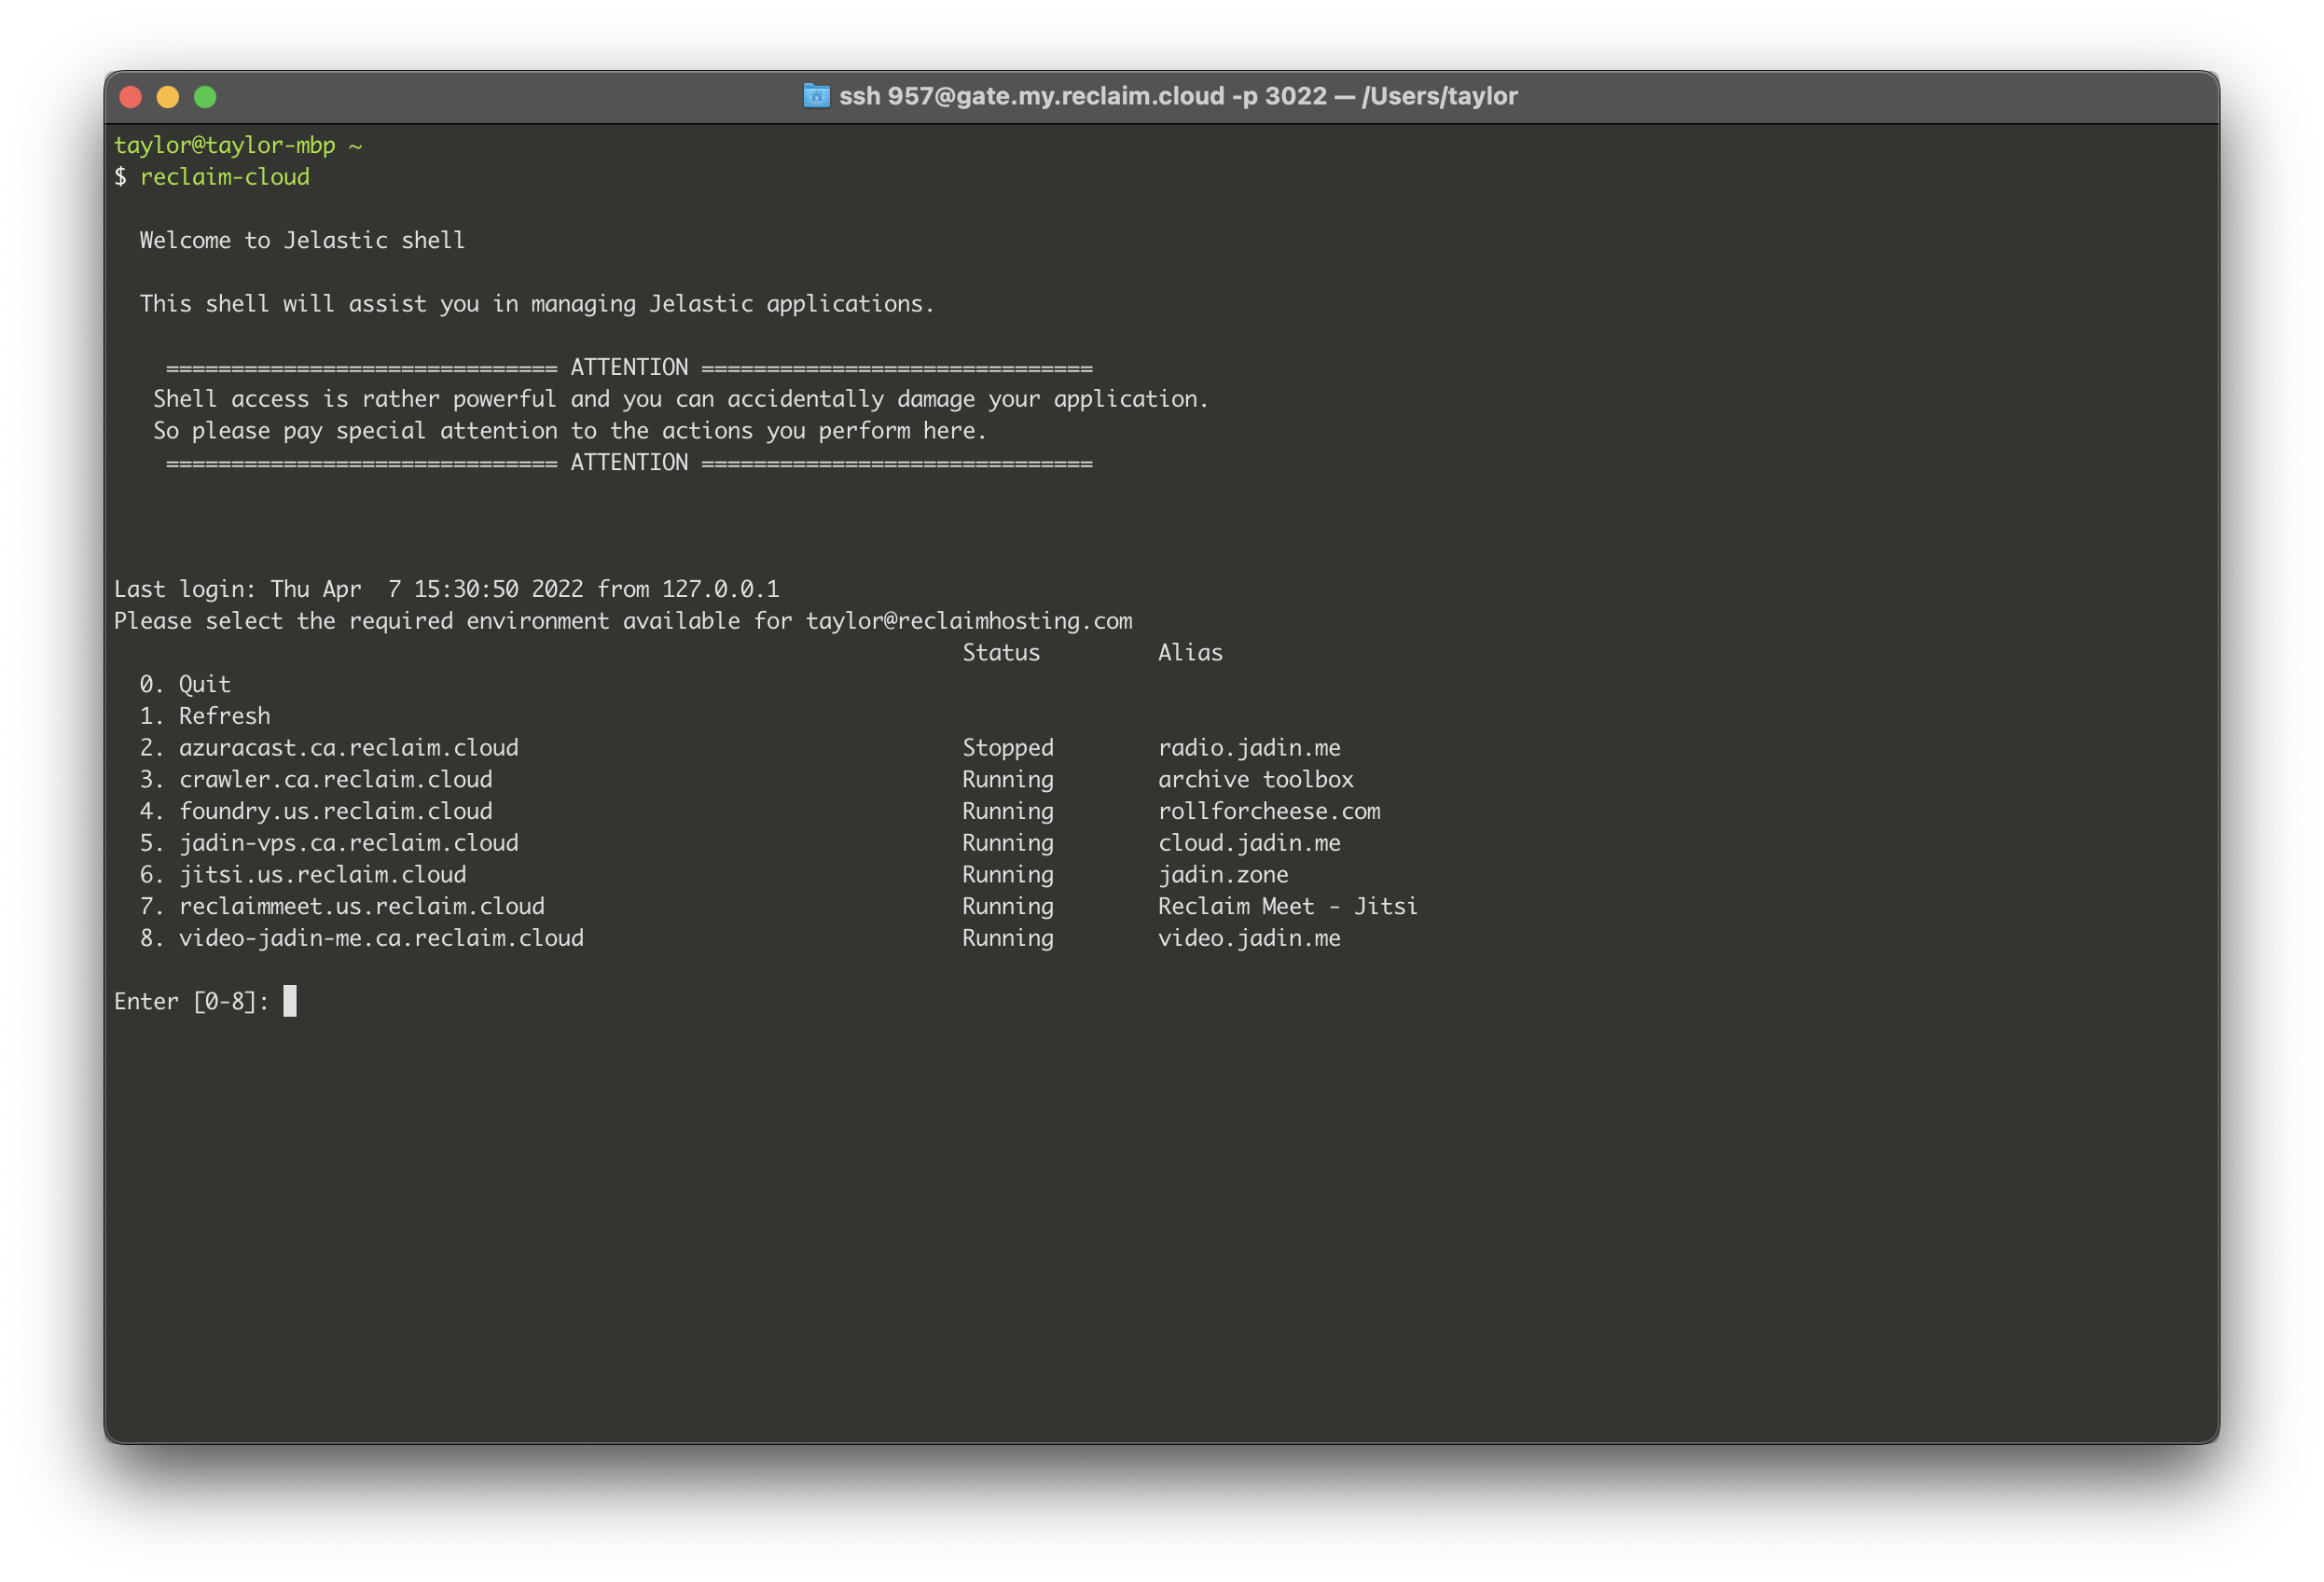 ssh 957@gate.my.reclaim.cloud -p 3022 — /Users/taylor
taylor@taylor-mbp ~
$ reclaim-cloud
Welcome to Jelastic shell
This shell will assist you in managing Jelastic applications.
============================== ATTENTION ==============================
Shell access is rather powerful and you can accidentally damage your application.
So please pay special attention to the actions you perform here.
============================== ATTENTION ==============================
Last login: Thu Apr  7 15:30:50 2022 from 127.0.0.1
Please select the required environment available for taylor@reclaimhosting.com
Status Alias
0. Quit
1. Refresh
2. azuracast.ca.reclaim.cloud Stopped radio.jadin.me
3. crawler.ca.reclaim.cloud Running archive toolbox
4. foundry.us.reclaim.cloud Running rollforcheese.com
5. jadin-vps.ca.reclaim.cloud Running cloud.jadin.me
6. jitsi.us.reclaim.cloud Running jadin.zone
7. reclaimmeet.us.reclaim.cloud Running Reclaim Meet - Jitsi
8. video-jadin-me.ca.reclaim.cloud Running video.jadin.me
Enter [0-8]: